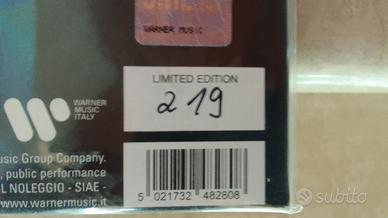 WARNER MUSIC
LIMITED EDITION
219
WARNER
MUSIC
ITALY
usic Group Company.
, public performance
L NOLEGGIO - SIAE -
www.warnermusic.it
5 021732 482808
subito